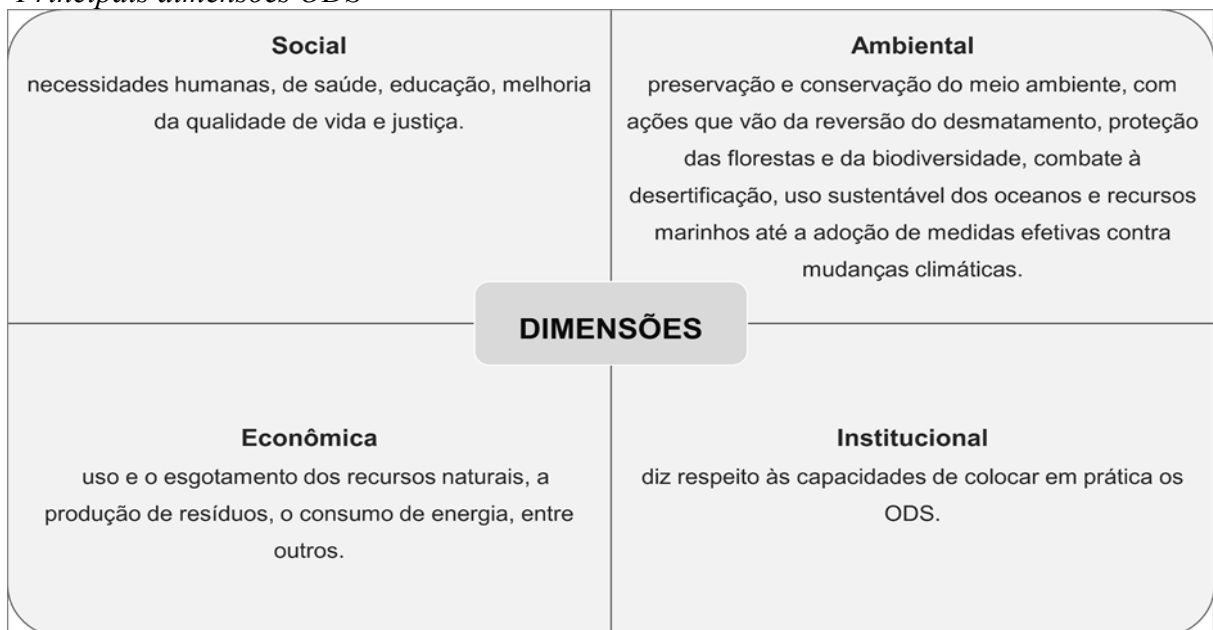 Principais dimensões ODS
Social
necessidades humanas, de saúde, educação, melhoria
da qualidade de vida e justiça.
Ambiental
preservação e conservação do meio ambiente, com
ações que vão da reversão do desmatamento, proteção
das florestas e da biodiversidade, combate à
desertificação, uso sustentável dos oceanos e recursos
marinhos até a adoção de medidas efetivas contra
mudanças climáticas.
DIMENSÕES
Econômica
uso e o esgotamento dos recursos naturais, a
produção de resíduos, o consumo de energia, entre
outros.
Institucional
diz respeito às capacidades de colocar em prática os
ODS.